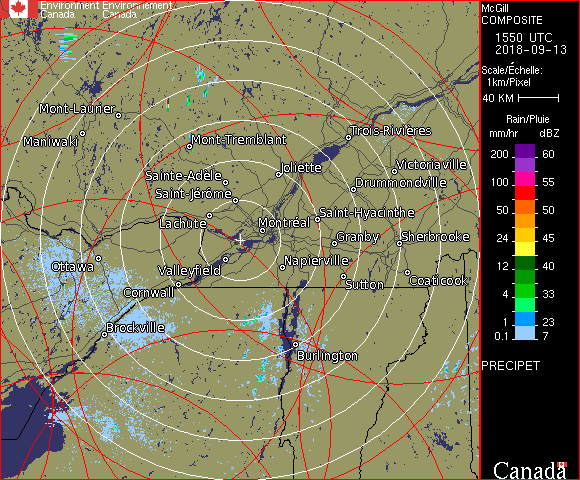 Environment Environnement
Canada Canada
McGill
COMPOSITE
1550 UTC
2018-09-13
Scale/Échelle:
1km/Pixel
40 KM
Rain/Pluie
mm/hr dBZ
200 60
100 55
50 50
24 45
12 40
4 33
1 23
0.1 7
PRECIPET
Canada
Mont-Laurier
Maniwaki
Mont-Tremblant
Trois-Rivières
Joliette
Victoriaville
Sainte-Adèle
Drummondville
Saint-Jérôme
Lachute
Montréal
Saint-Hyacinthe
Granby
Sherbrooke
Ottawa
Valleyfield
Napierville
Cornwall
Sutton
Coaticook
Brockville
Burlington